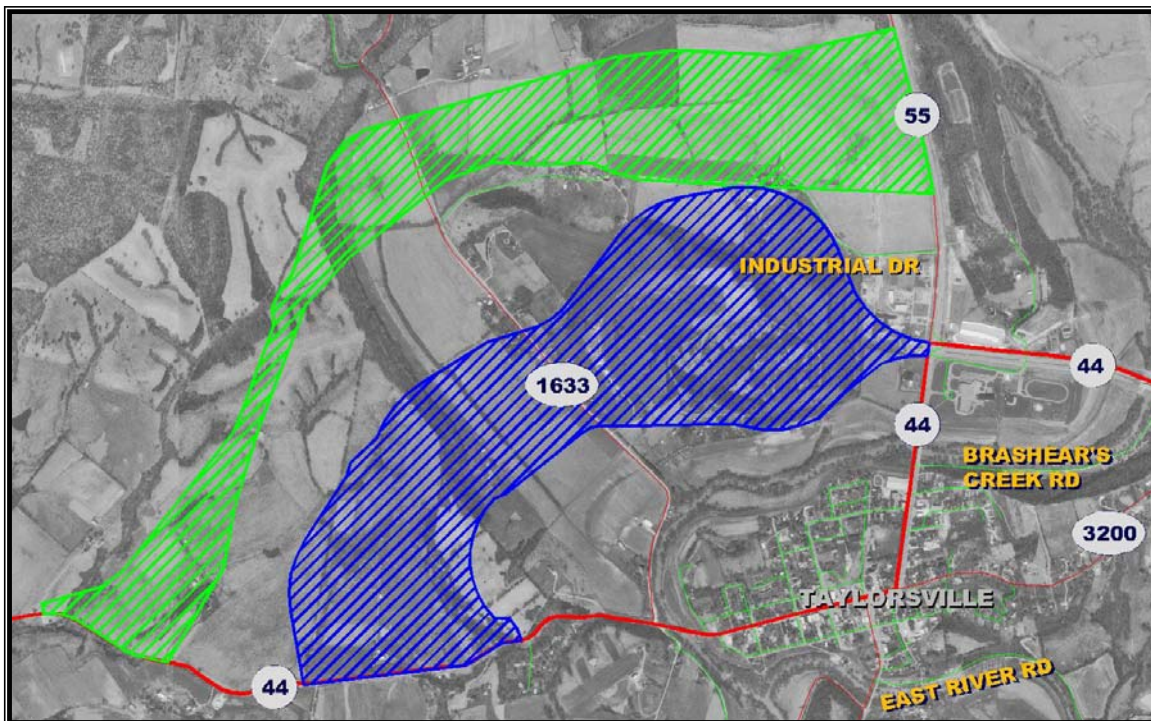 55
INDUSTRIAL DR
44
1633
44
BRASHEAR'S
CREEK RD
3200
TAYLORSVILLE
44
EAST RIVER RD